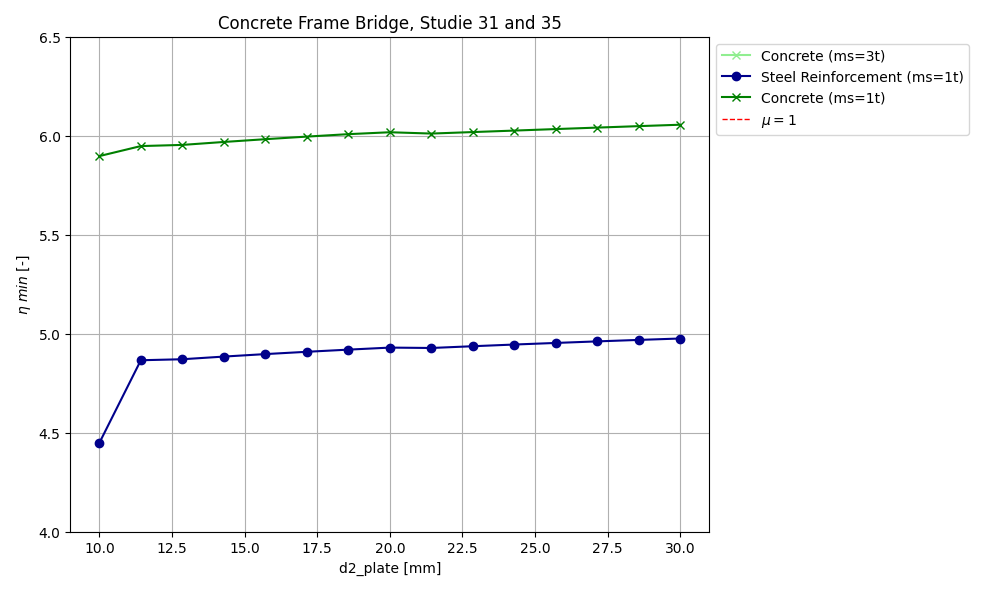 Concrete Frame Bridge, Studie 31 and 35
6.5
6.0
5.5
5.0
4.5
4.0
η min [-]
10.0 12.5 15.0 17.5 20.0 22.5 25.0 27.5 30.0
d2_plate [mm]
Concrete (ms=3t)
Steel Reinforcement (ms=1t)
Concrete (ms=1t)
μ = 1